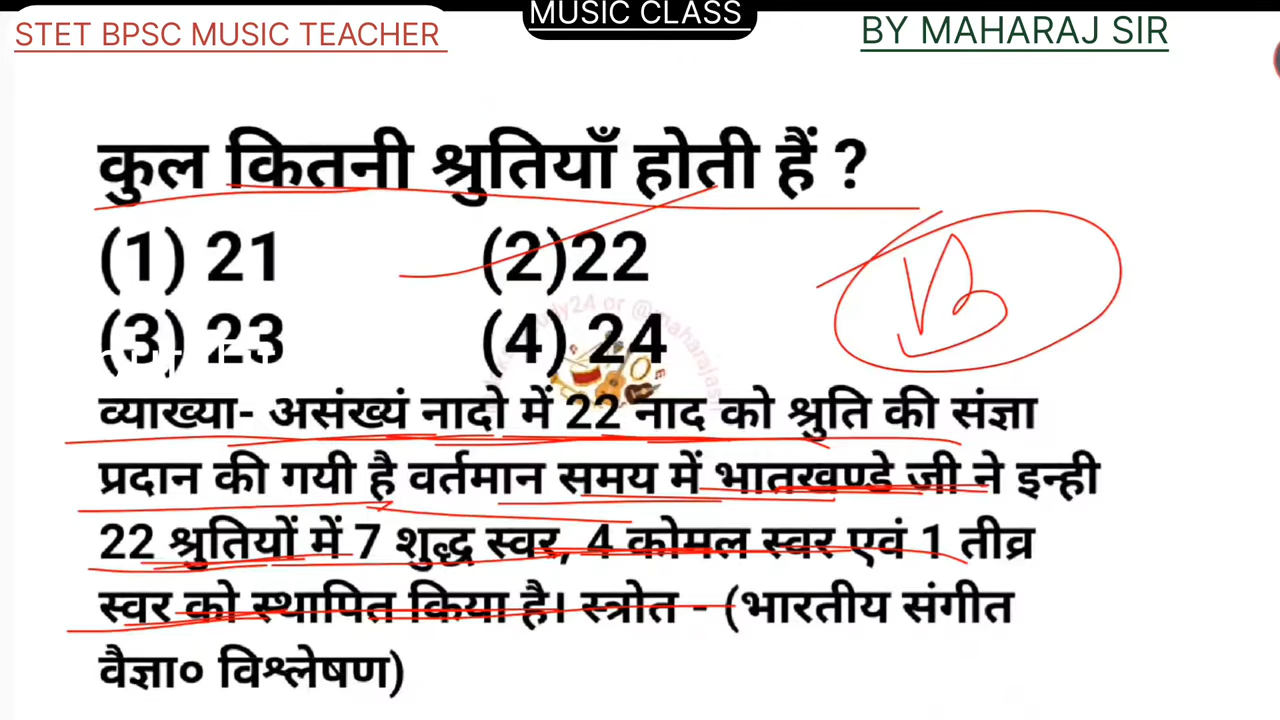 MUSIC CLASS
STET BPSC MUSIC TEACHER
BY MAHARAJ SIR
कुल कितनी श्रुतियाँ होती हैं ?
(1) 21 (2)22
B
(3) 23 (4) 24
व्याख्या- असंख्यं नादो में 22 नाद को श्रुति की संज्ञा
प्रदान की गयी है वर्तमान समय में भातखण्डे जी ने इन्ही
22 श्रुतियों में 7 शुद्ध स्वर, 4 कोमल स्वर एवं 1 तीव्र
स्वर को स्थापित किया है। स्त्रोत - (भारतीय संगीत
वैज्ञा० विश्लेषण)